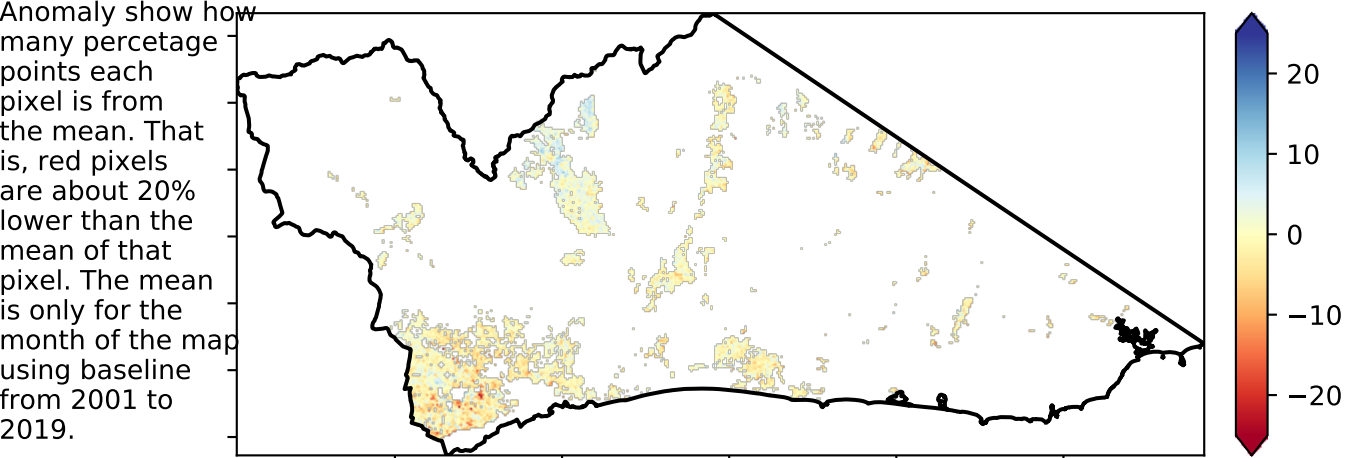 Anomaly show how
many percetage
points each
pixel is from
the mean. That
is, red pixels
are about 20%
lower than the
mean of that
pixel. The mean
is only for the
month of the map
using baseline
from 2001 to
2019.
20
10
0
−10
−20